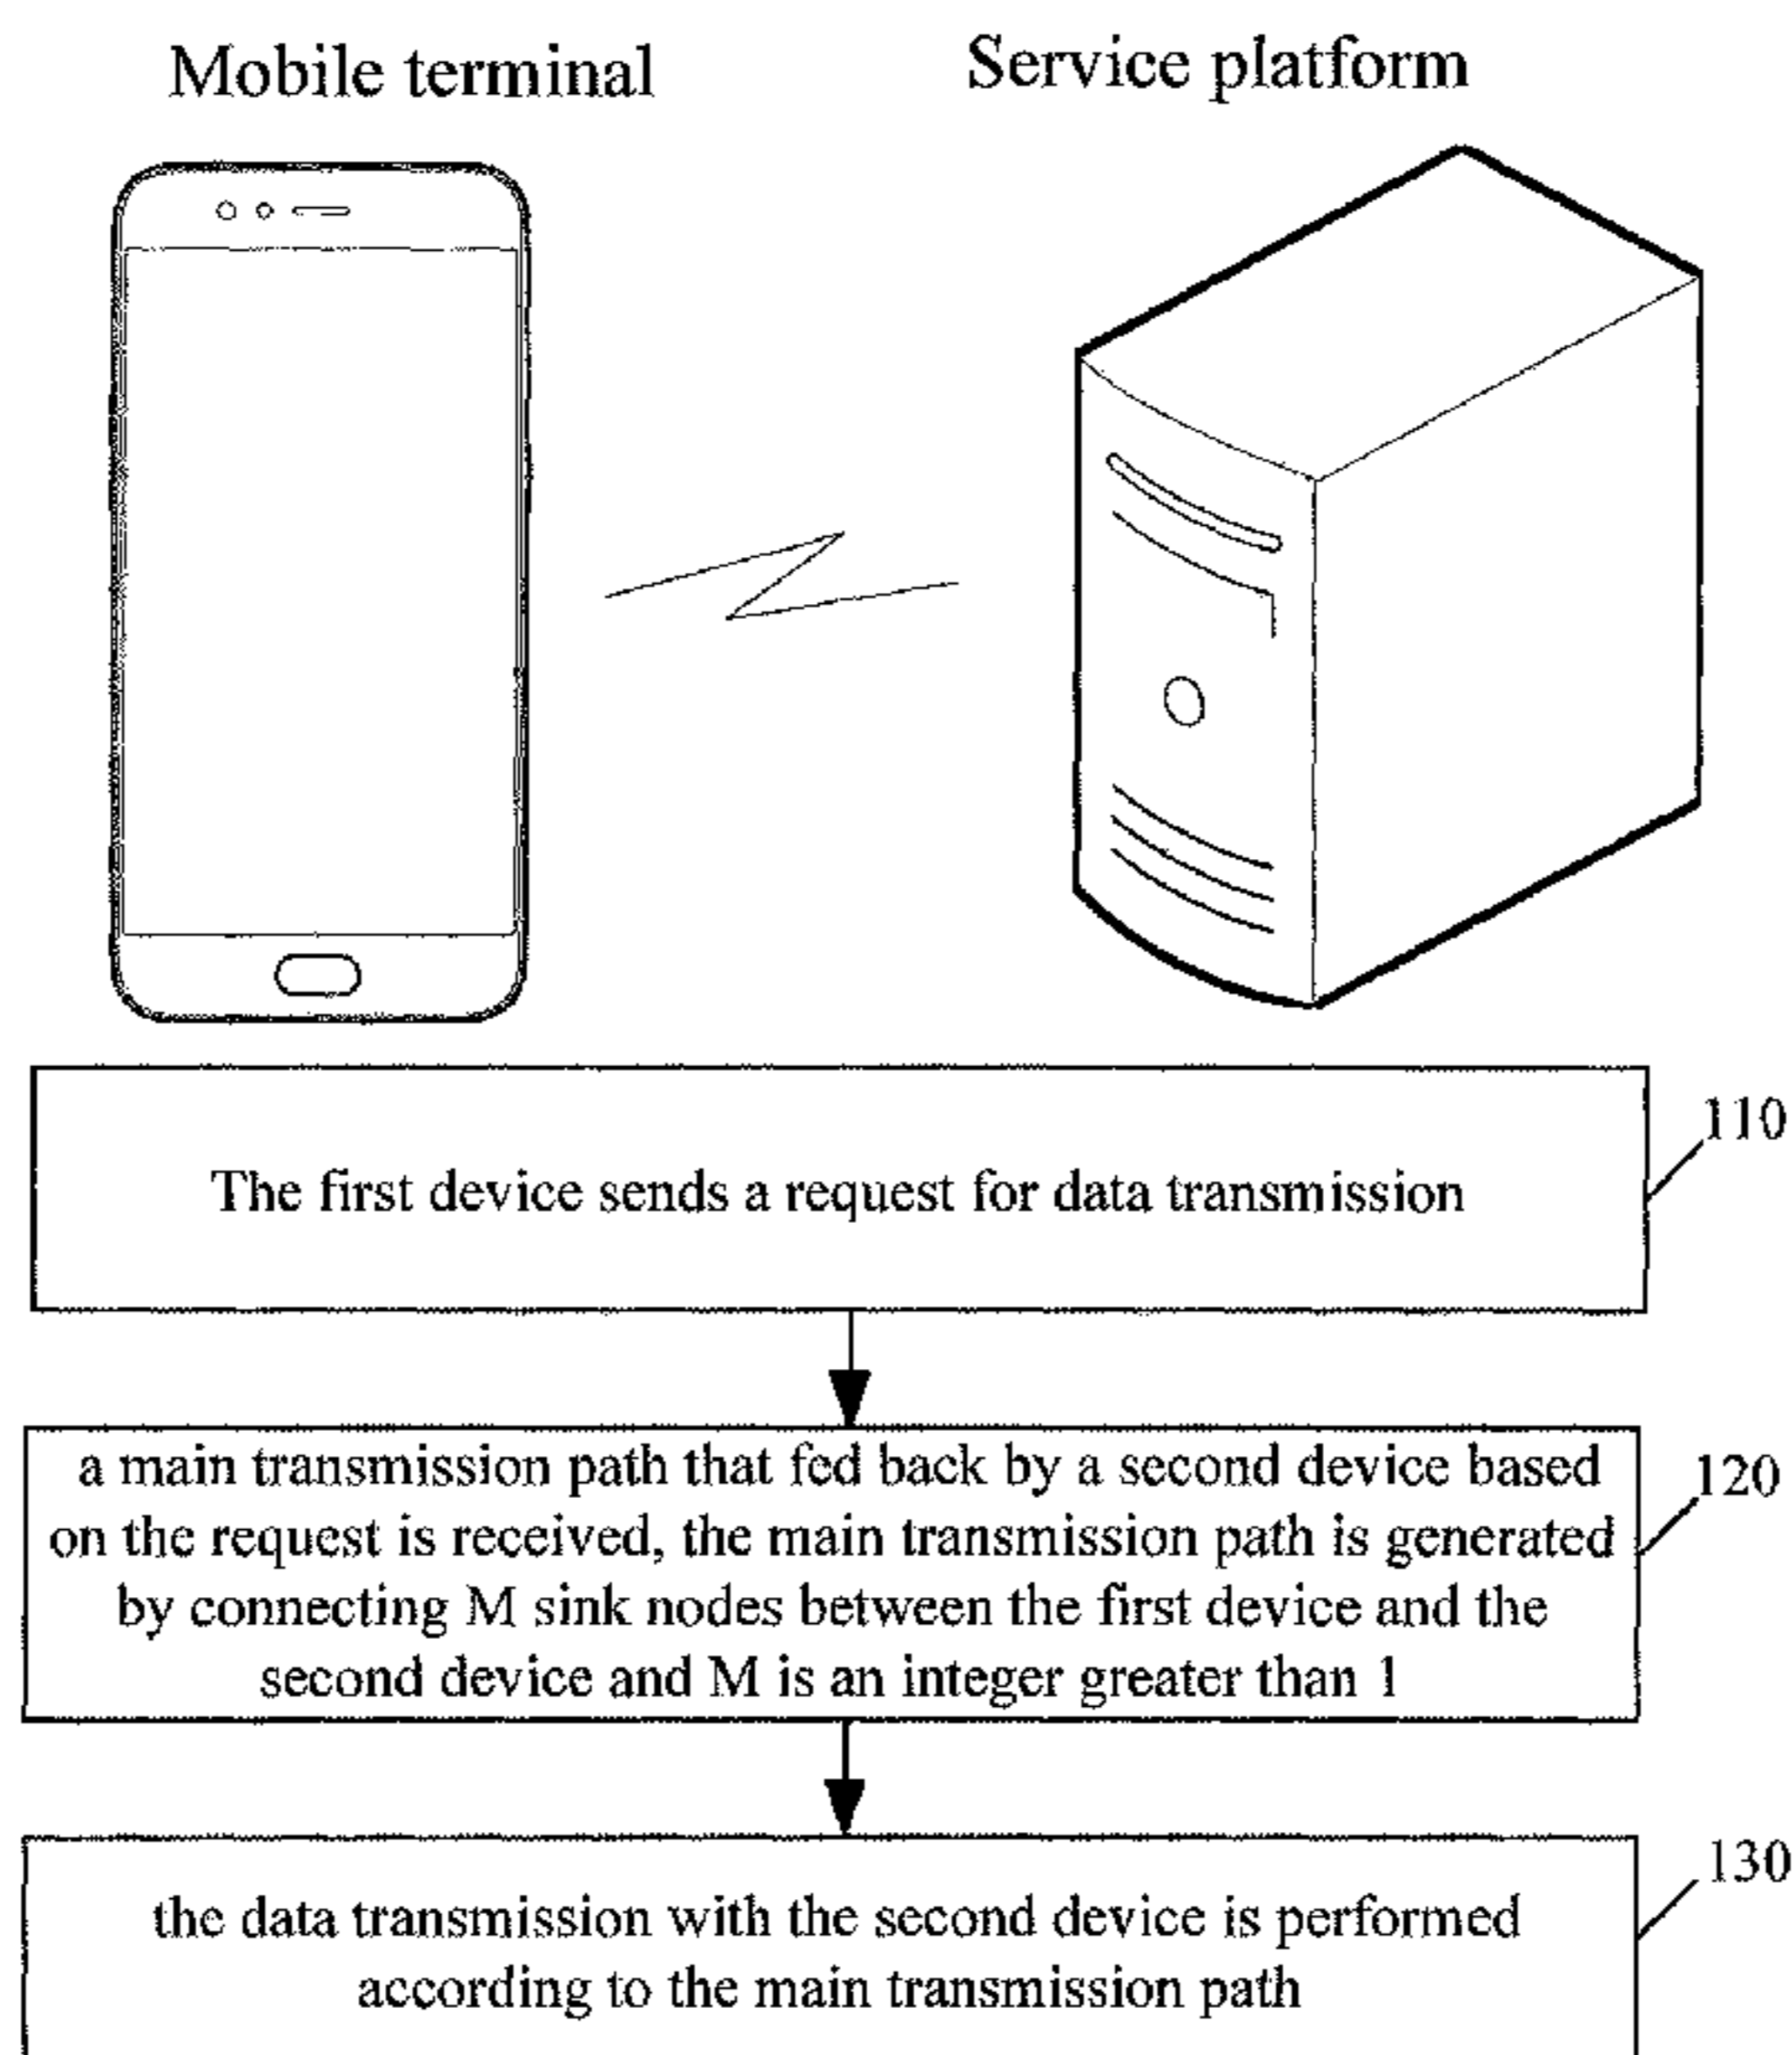 Mobile terminal
Service platform
110
The first device sends a request for data transmission
120
a main transmission path that fed back by a second device based
on the request is received, the main transmission path is generated
by connecting M sink nodes between the first device and the
second device and M is an integer greater than 1
130
the data transmission with the second device is performed
according to the main transmission path